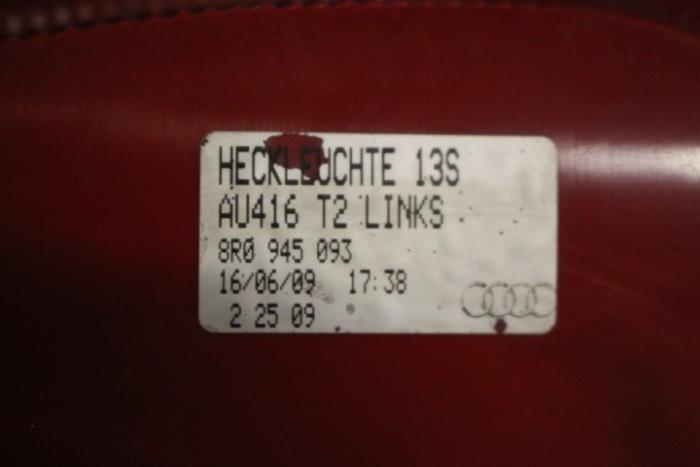 HECKLEUCHTE 13S
AU416 T2 LINKS
8R0 945 093
16/06/09 17:38
2 25 09